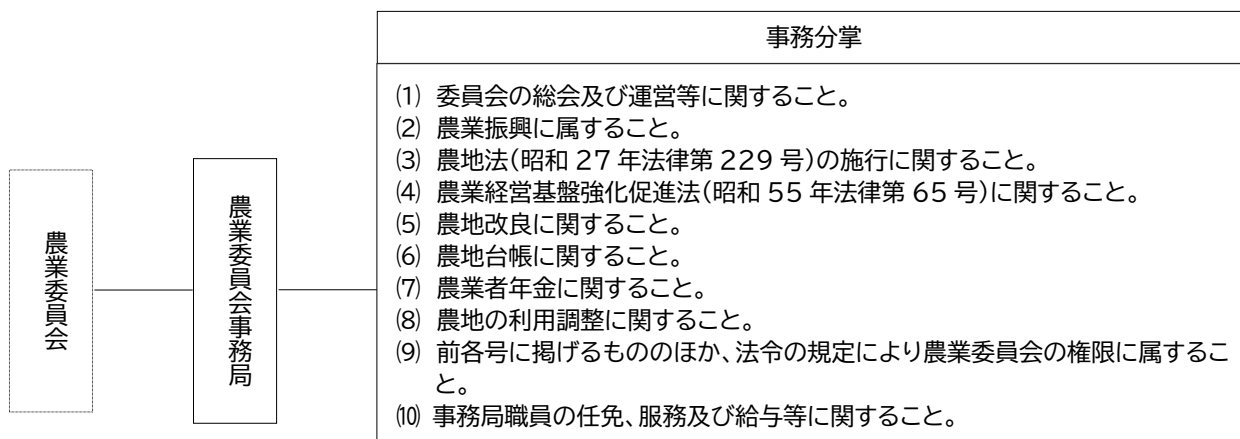 事務分掌
農業委員会
農業委員会事務局
⑴ 委員会の総会及び運営等に関すること。
⑵ 農業振興に属すること。
⑶ 農地法(昭和 27 年法律第 229 号)の施行に関すること。
⑷ 農業経営基盤強化促進法(昭和 55 年法律第 65 号)に関すること。
⑸ 農地改良に関すること。
⑹ 農地台帳に関すること。
⑺ 農業者年金に関すること。
⑻ 農地の利用調整に関すること。
⑼ 前各号に掲げるもののほか、法令の規定により農業委員会の権限に属するこ
と。
⑽ 事務局職員の任免、服務及び給与等に関すること。